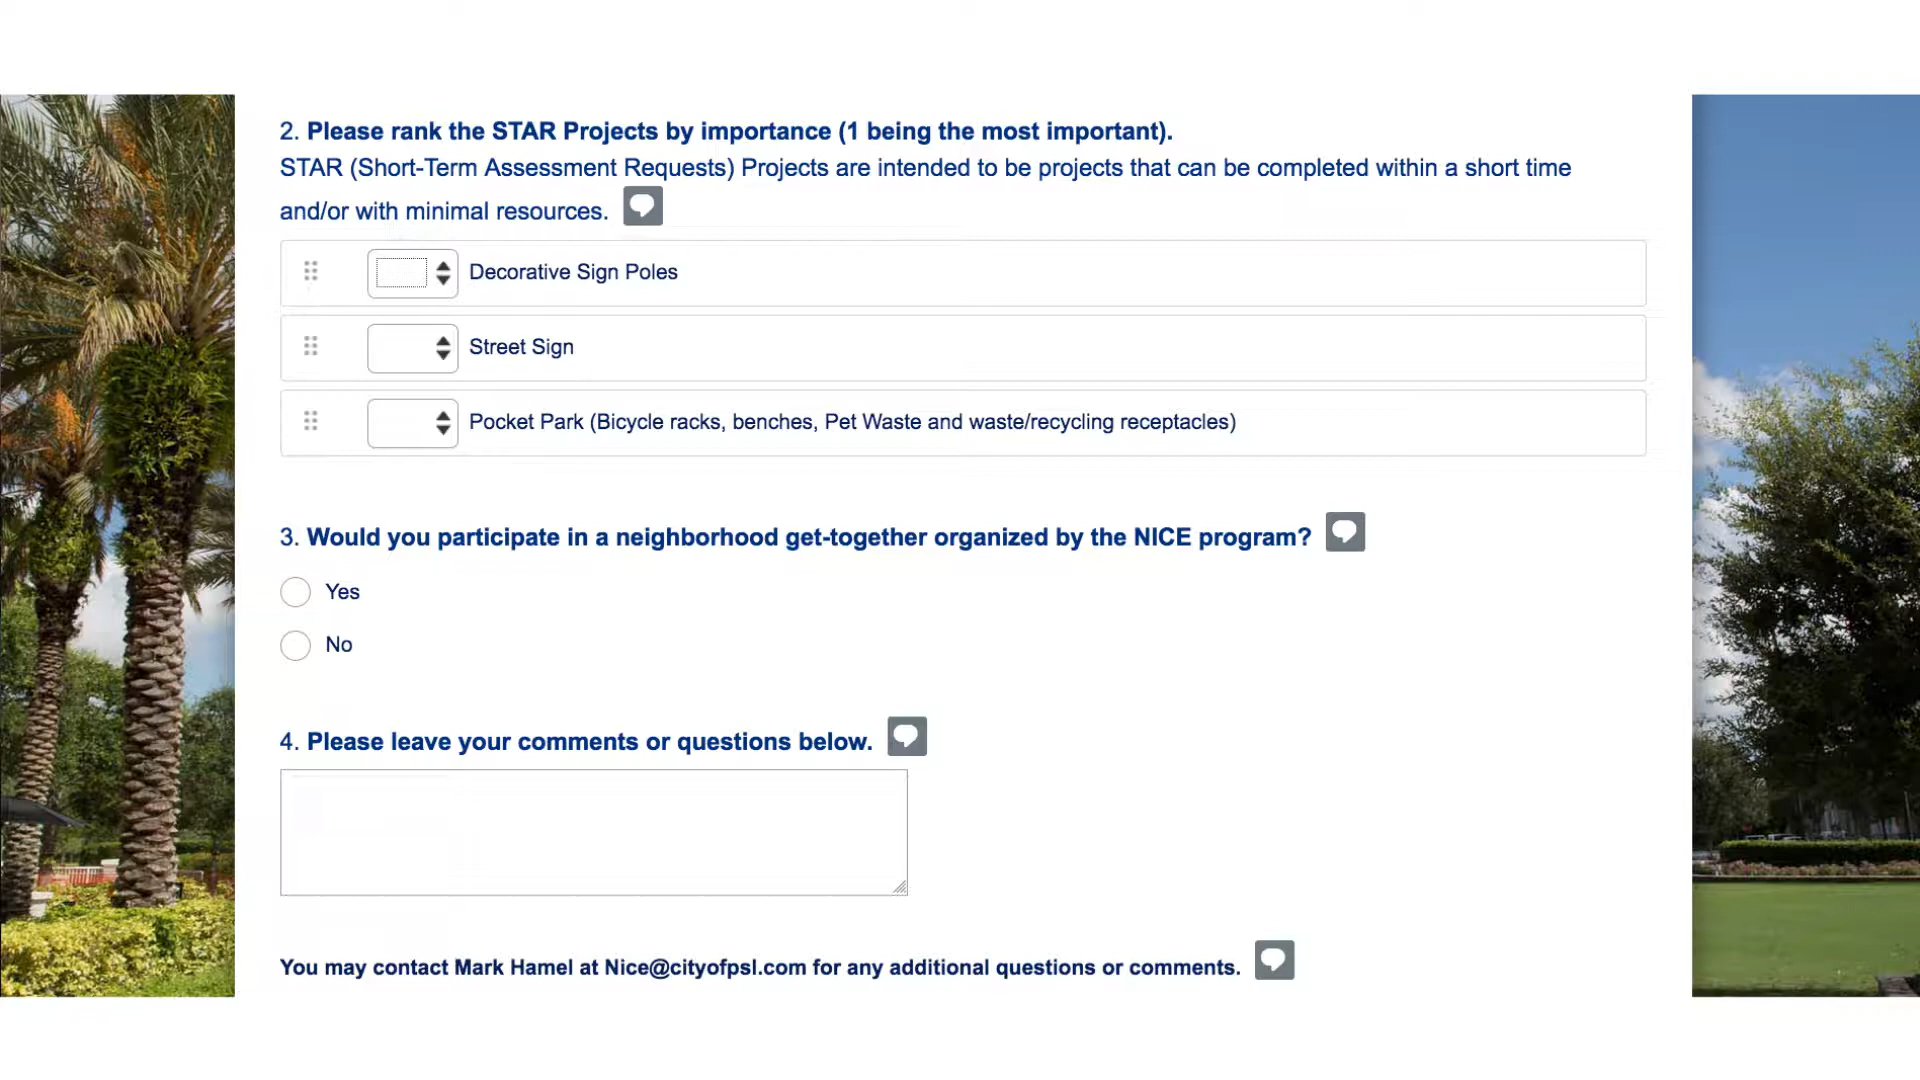 2. Please rank the STAR Projects by importance (1 being the most important).
STAR (Short-Term Assessment Requests) Projects are intended to be projects that can be completed within a short time
and/or with minimal resources.
Decorative Sign Poles
Street Sign
Pocket Park (Bicycle racks, benches, Pet Waste and waste/recycling receptacles)
3. Would you participate in a neighborhood get-together organized by the NICE program?
Yes
No
4. Please leave your comments or questions below.
You may contact Mark Hamel at Nice@cityofpsl.com for any additional questions or comments.